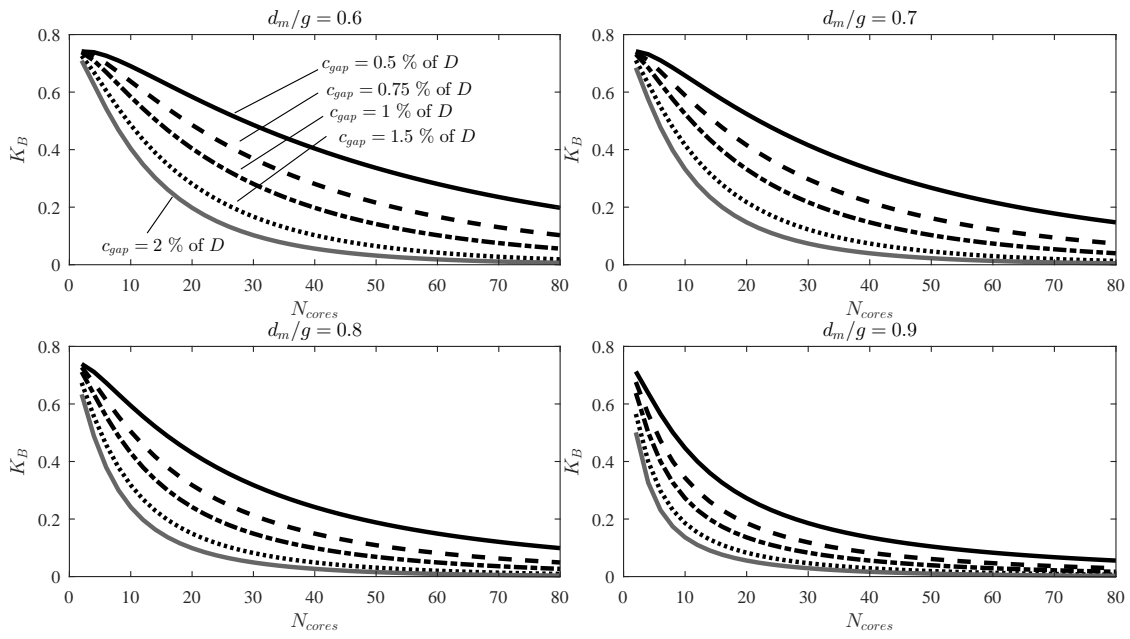 d_m/g = 0.6
d_m/g = 0.7
0.8
0.6
0.4
0.2
0
K_B
c_gap = 0.5 % of D
c_gap = 0.75 % of D
c_gap = 1 % of D
c_gap = 1.5 % of D
c_gap = 2 % of D
0 10 20 30 40 50 60 70 80
N_cores
0.8
0.6
0.4
0.2
0
K_B
0 10 20 30 40 50 60 70 80
N_cores
d_m/g = 0.8
d_m/g = 0.9
0.8
0.6
0.4
0.2
0
K_B
0 10 20 30 40 50 60 70 80
N_cores
0.8
0.6
0.4
0.2
0
K_B
0 10 20 30 40 50 60 70 80
N_cores